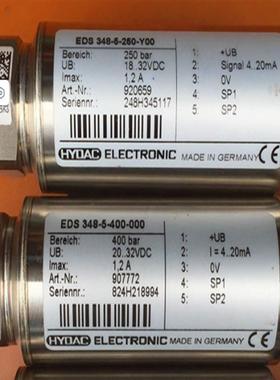 EDS 348-5-250-Y00
Bereich: 250 bar 1: +UB
UB: 18..32VDC 2: Signal 4..20mA
Imax: 1,2 A 3: 0V
Art.-Nr.: 920659 4: SP1
Seriennr.: 248H345117 5: SP2
HYDAC ELECTRONIC MADE IN GERMANY
EDS 348-5-400-000
Bereich: 400 bar 1: +UB
UB: 20..32VDC 2: I = 4..20mA
Imax: 1,2 A 3: 0V
Art.-Nr.: 907772 4: SP1
Seriennr.: 824H218994 5: SP2
HYDAC ELECTRONIC MADE IN GERMANY